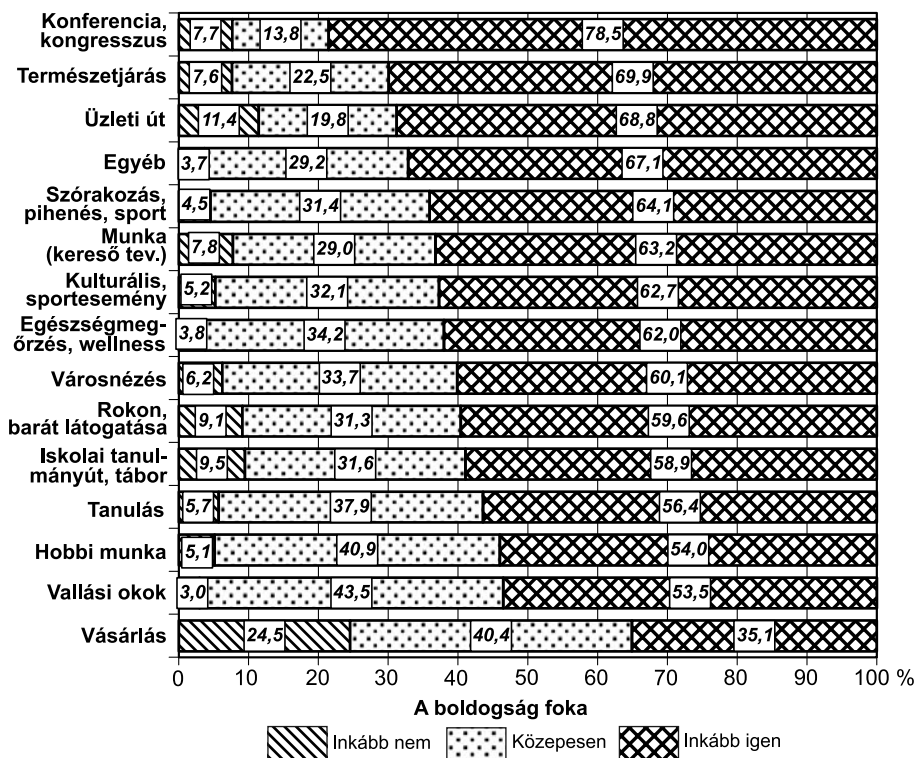 Konferencia,
kongresszus
7,7 13,8 78,5
Természetjárás
7,6 22,5 69,9
Üzleti út
11,4 19,8 68,8
Egyéb
3,7 29,2 67,1
Szórakozás,
pihenés, sport
4,5 31,4 64,1
Munka
(kereső tev.)
7,8 29,0 63,2
Kulturális,
sportesemény
5,2 32,1 62,7
Egészségmeg-
őrzés, wellness
3,8 34,2 62,0
Városnézés
6,2 33,7 60,1
Rokon,
barát látogatása
9,1 31,3 59,6
Iskolai tanul-
mányút, tábor
9,5 31,6 58,9
Tanulás
5,7 37,9 56,4
Hobbi munka
5,1 40,9 54,0
Vallási okok
3,0 43,5 53,5
Vásárlás
24,5 40,4 35,1
0 10 20 30 40 50 60 70 80 90 100 %
A boldogság foka
Inkább nem Közepesen Inkább igen